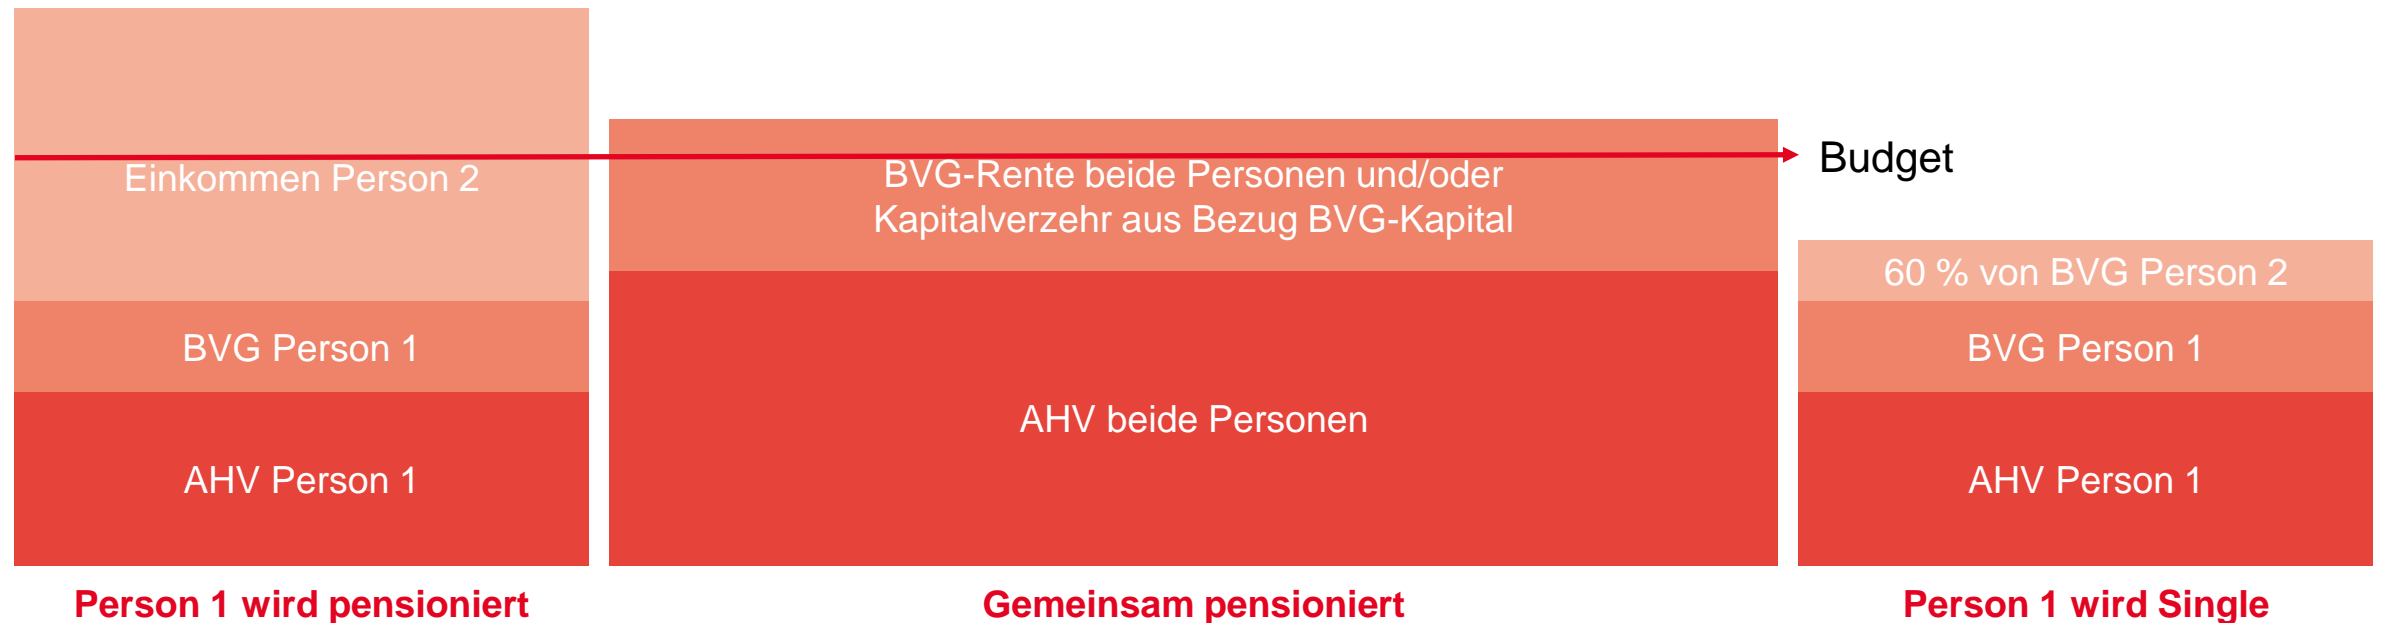 Einkommen Person 2
BVG Person 1
AHV Person 1
Person 1 wird pensioniert
BVG-Rente beide Personen und/oder
Kapitalverzehr aus Bezug BVG-Kapital
AHV beide Personen
Gemeinsam pensioniert
Budget
60 % von BVG Person 2
BVG Person 1
AHV Person 1
Person 1 wird Single